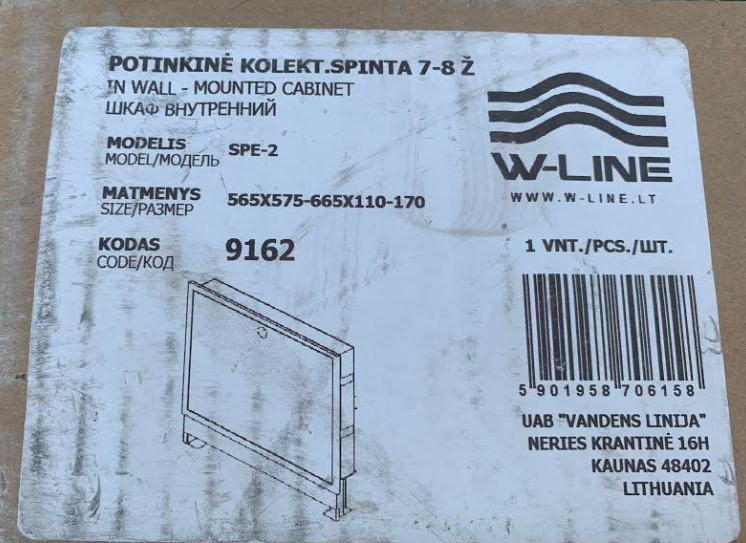 POTINKINĖ KOLEKT.SPINTA 7-8 Ž
IN WALL - MOUNTED CABINET
ШКАФ ВНУТРЕННИЙ
MODELIS
MODEL/МОДЕЛЬ
SPE-2
MATMENYS
SIZE/РАЗМЕР
565X575-665X110-170
KODAS
CODE/КОД
9162
W-LINE
WWW.W-LINE.LT
1 VNT./PCS./ШТ.
5 901958 706158
UAB "VANDENS LINIJA"
NERIES KRANTINĖ 16H
KAUNAS 48402
LITHUANIA